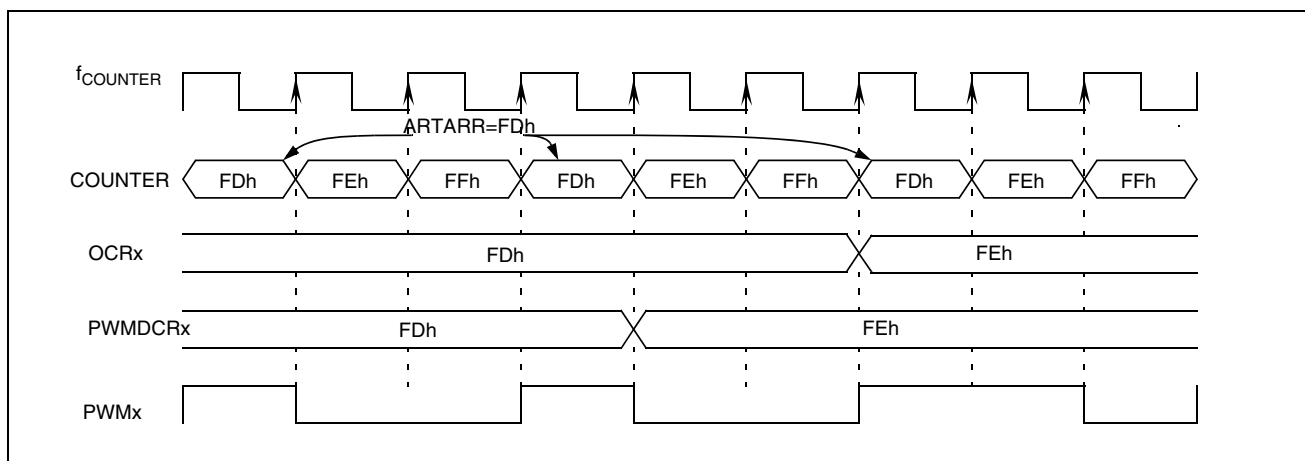 fCOUNTER
ARTARR=FDh
COUNTER FDh FEh FFh FDh FEh FFh FDh FEh FFh
OCRx FDh FEh
PWMDCRx FDh FEh
PWMx